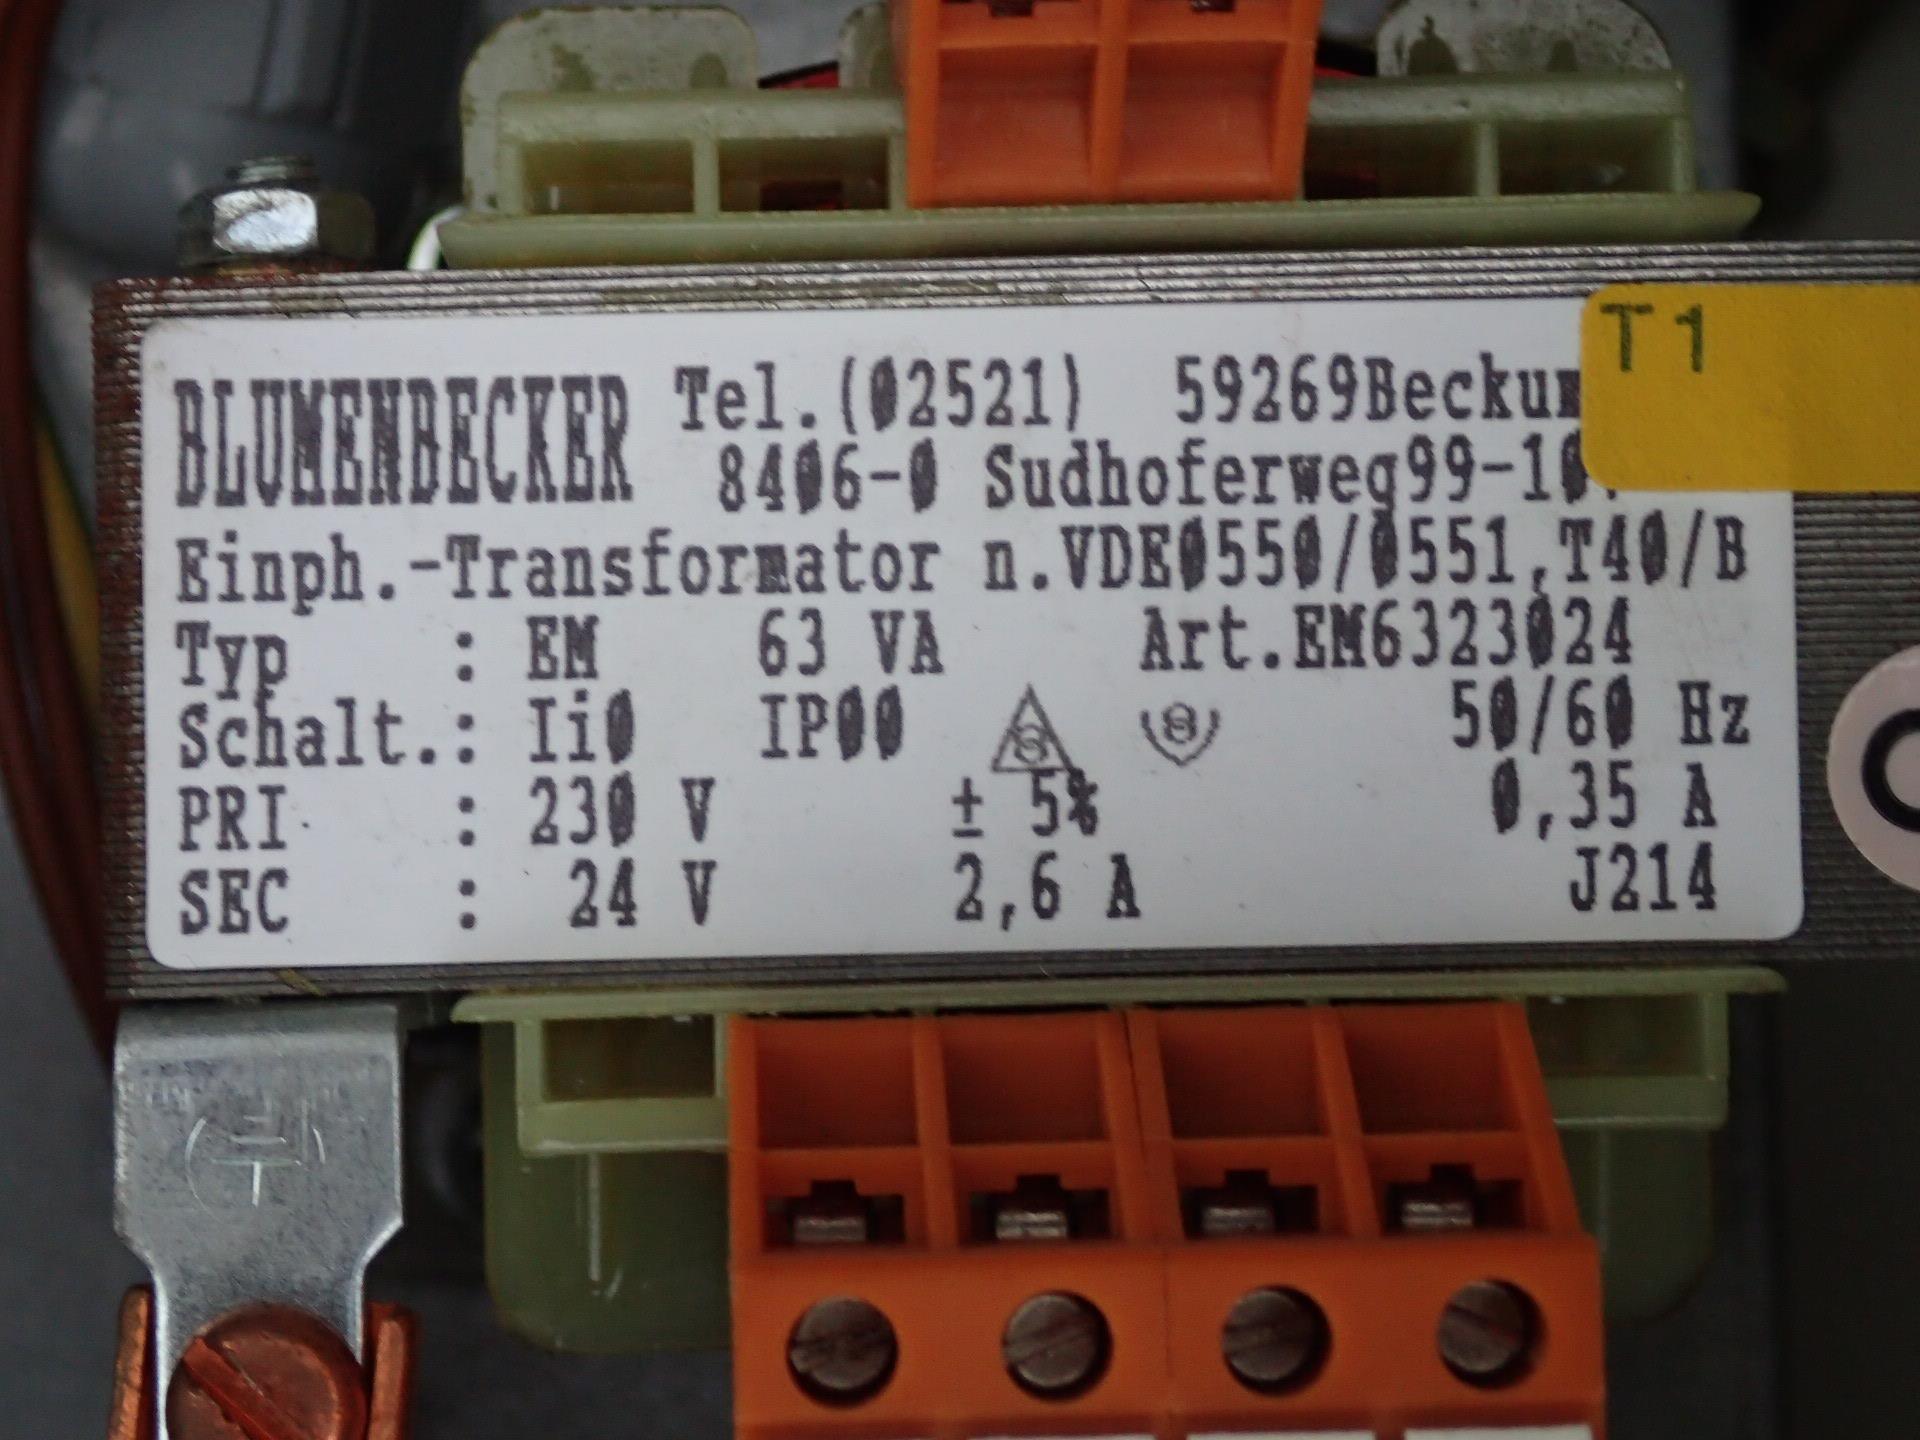 T1
BLUMENBECKER Tel.(02521) 59269Beckum
8406-0 Sudhoferweg99-10
Einph.-Transformator n.VDE0550/0551,T40/B
Typ : EM 63 VA Art.EM6323024
Schalt.: Ii0 IP00 50/60 Hz
PRI : 230 V ± 5% 0,35 A
SEC : 24 V 2,6 A J214